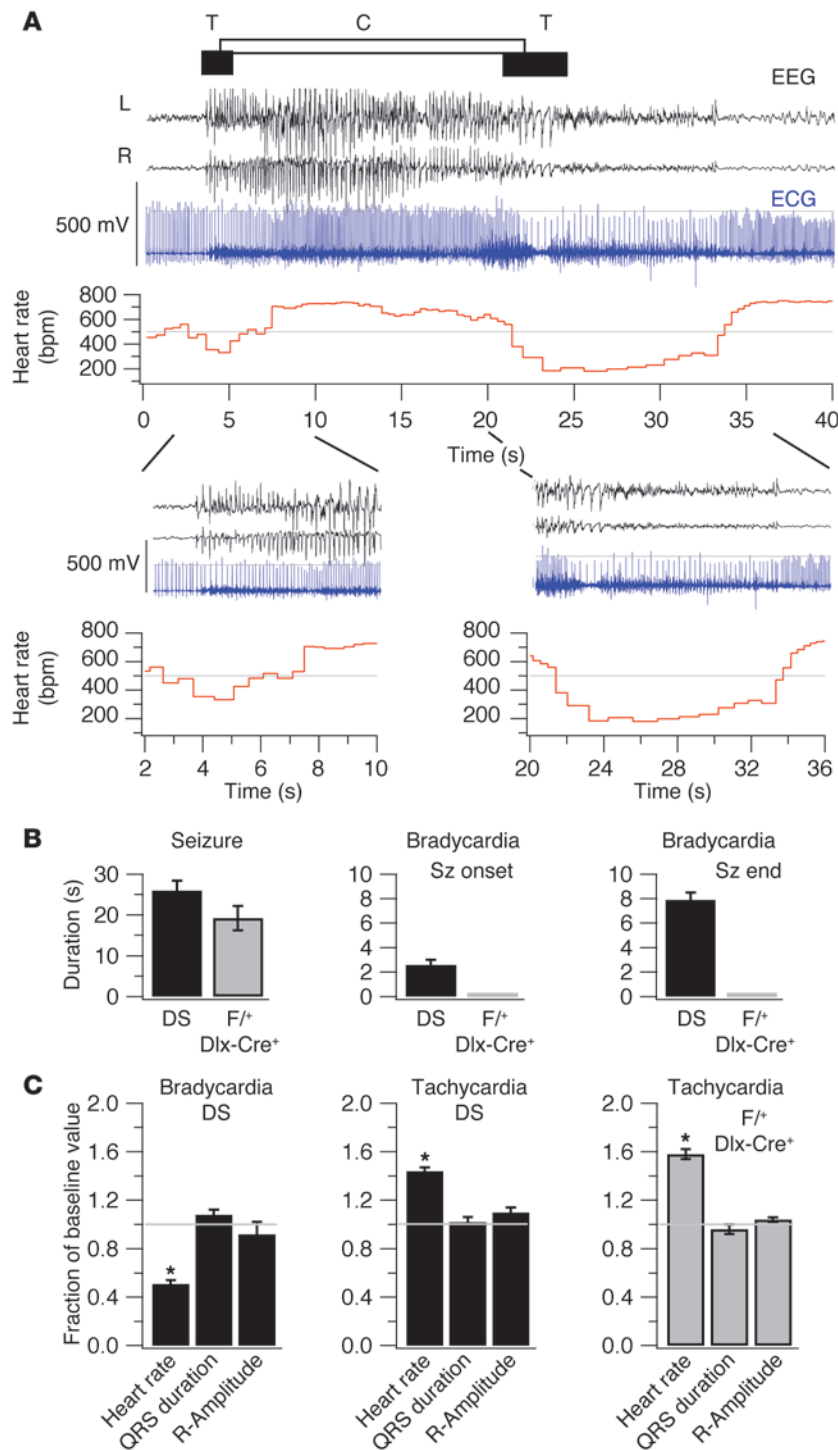 A
T C T
EEG
L
R
ECG
500 mV
Heart rate
(bpm)
800
600
400
200
0 5 10 15 20 25 30 35 40
Time (s)
500 mV
Heart rate
(bpm)
800
600
400
200
2 4 6 8 10
Time (s)
800
600
400
200
20 24 28 32 36
Time (s)
B
Seizure
Duration (s)
30
20
10
0
DS F/+
Dlx-Cre+
Bradycardia
Sz onset
10
8
6
4
2
0
DS F/+
Dlx-Cre+
Bradycardia
Sz end
10
8
6
4
2
0
DS F/+
Dlx-Cre+
C
Bradycardia
DS
Fraction of baseline value
2.0
1.6
1.2
0.8
0.4
0.0
*
Heart rate
QRS duration
R-Amplitude
Tachycardia
DS
2.0
1.6
1.2
0.8
0.4
0.0
*
Heart rate
QRS duration
R-Amplitude
Tachycardia
F/+
Dlx-Cre+
2.0
1.6
1.2
0.8
0.4
0.0
*
Heart rate
QRS duration
R-Amplitude